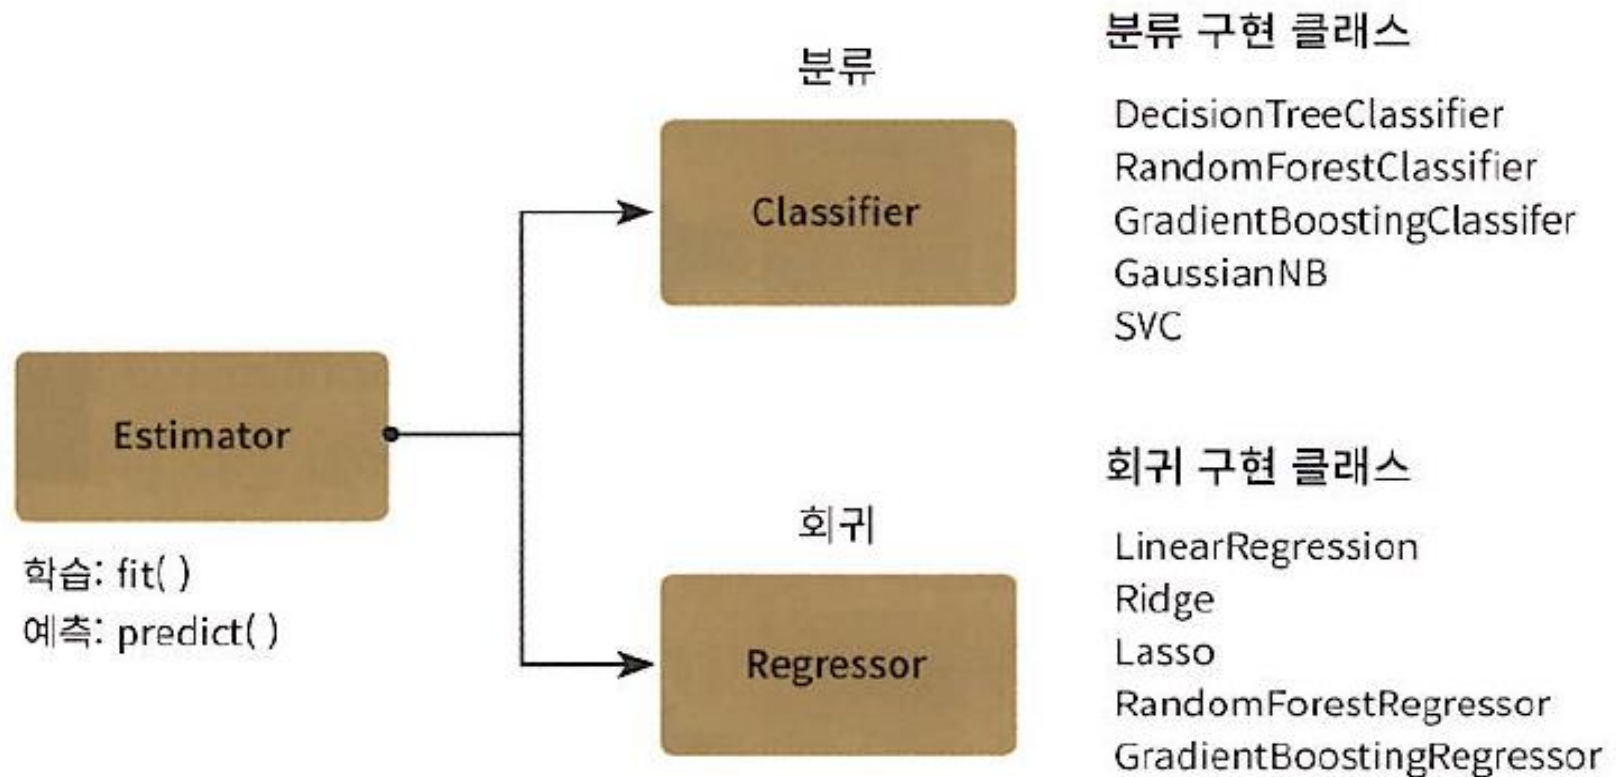 Estimator
학습: fit( )
예측: predict( )
분류
Classifier
회귀
Regressor
분류 구현 클래스
DecisionTreeClassifier
RandomForestClassifier
GradientBoostingClassifer
GaussianNB
SVC
회귀 구현 클래스
LinearRegression
Ridge
Lasso
RandomForestRegressor
GradientBoostingRegressor